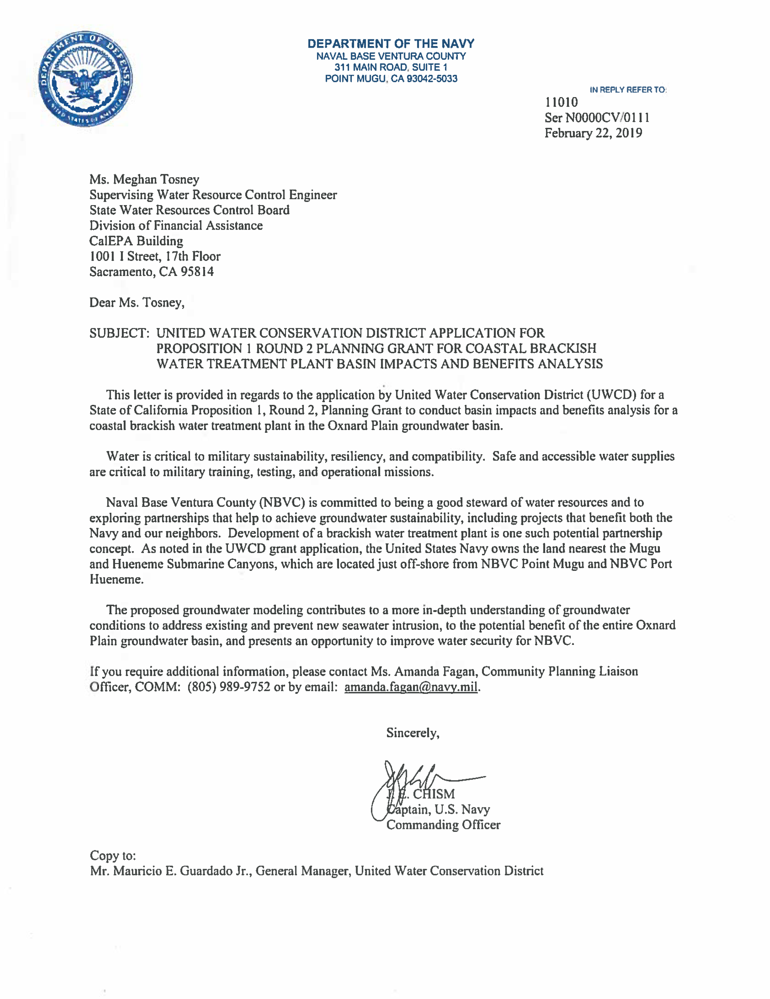 DEPARTMENT OF DEFENSE
UNITED STATES OF AMERICA
DEPARTMENT OF THE NAVY
NAVAL BASE VENTURA COUNTY
311 MAIN ROAD, SUITE 1
POINT MUGU, CA 93042-5033
IN REPLY REFER TO:
11010
Ser N0000CV/0111
February 22, 2019
Ms. Meghan Tosney
Supervising Water Resource Control Engineer
State Water Resources Control Board
Division of Financial Assistance
CalEPA Building
1001 I Street, 17th Floor
Sacramento, CA 95814
Dear Ms. Tosney,
SUBJECT: UNITED WATER CONSERVATION DISTRICT APPLICATION FOR
PROPOSITION 1 ROUND 2 PLANNING GRANT FOR COASTAL BRACKISH
WATER TREATMENT PLANT BASIN IMPACTS AND BENEFITS ANALYSIS
This letter is provided in regards to the application by United Water Conservation District (UWCD) for a
State of California Proposition 1, Round 2, Planning Grant to conduct basin impacts and benefits analysis for a
coastal brackish water treatment plant in the Oxnard Plain groundwater basin.
Water is critical to military sustainability, resiliency, and compatibility. Safe and accessible water supplies
are critical to military training, testing, and operational missions.
Naval Base Ventura County (NBVC) is committed to being a good steward of water resources and to
exploring partnerships that help to achieve groundwater sustainability, including projects that benefit both the
Navy and our neighbors. Development of a brackish water treatment plant is one such potential partnership
concept. As noted in the UWCD grant application, the United States Navy owns the land nearest the Mugu
and Hueneme Submarine Canyons, which are located just off-shore from NBVC Point Mugu and NBVC Port
Hueneme.
The proposed groundwater modeling contributes to a more in-depth understanding of groundwater
conditions to address existing and prevent new seawater intrusion, to the potential benefit of the entire Oxnard
Plain groundwater basin, and presents an opportunity to improve water security for NBVC.
If you require additional information, please contact Ms. Amanda Fagan, Community Planning Liaison
Officer, COMM: (805) 989-9752 or by email: amanda.fagan@navy.mil.
Sincerely,
J. E. CHISM
Captain, U.S. Navy
Commanding Officer
Copy to:
Mr. Mauricio E. Guardado Jr., General Manager, United Water Conservation District